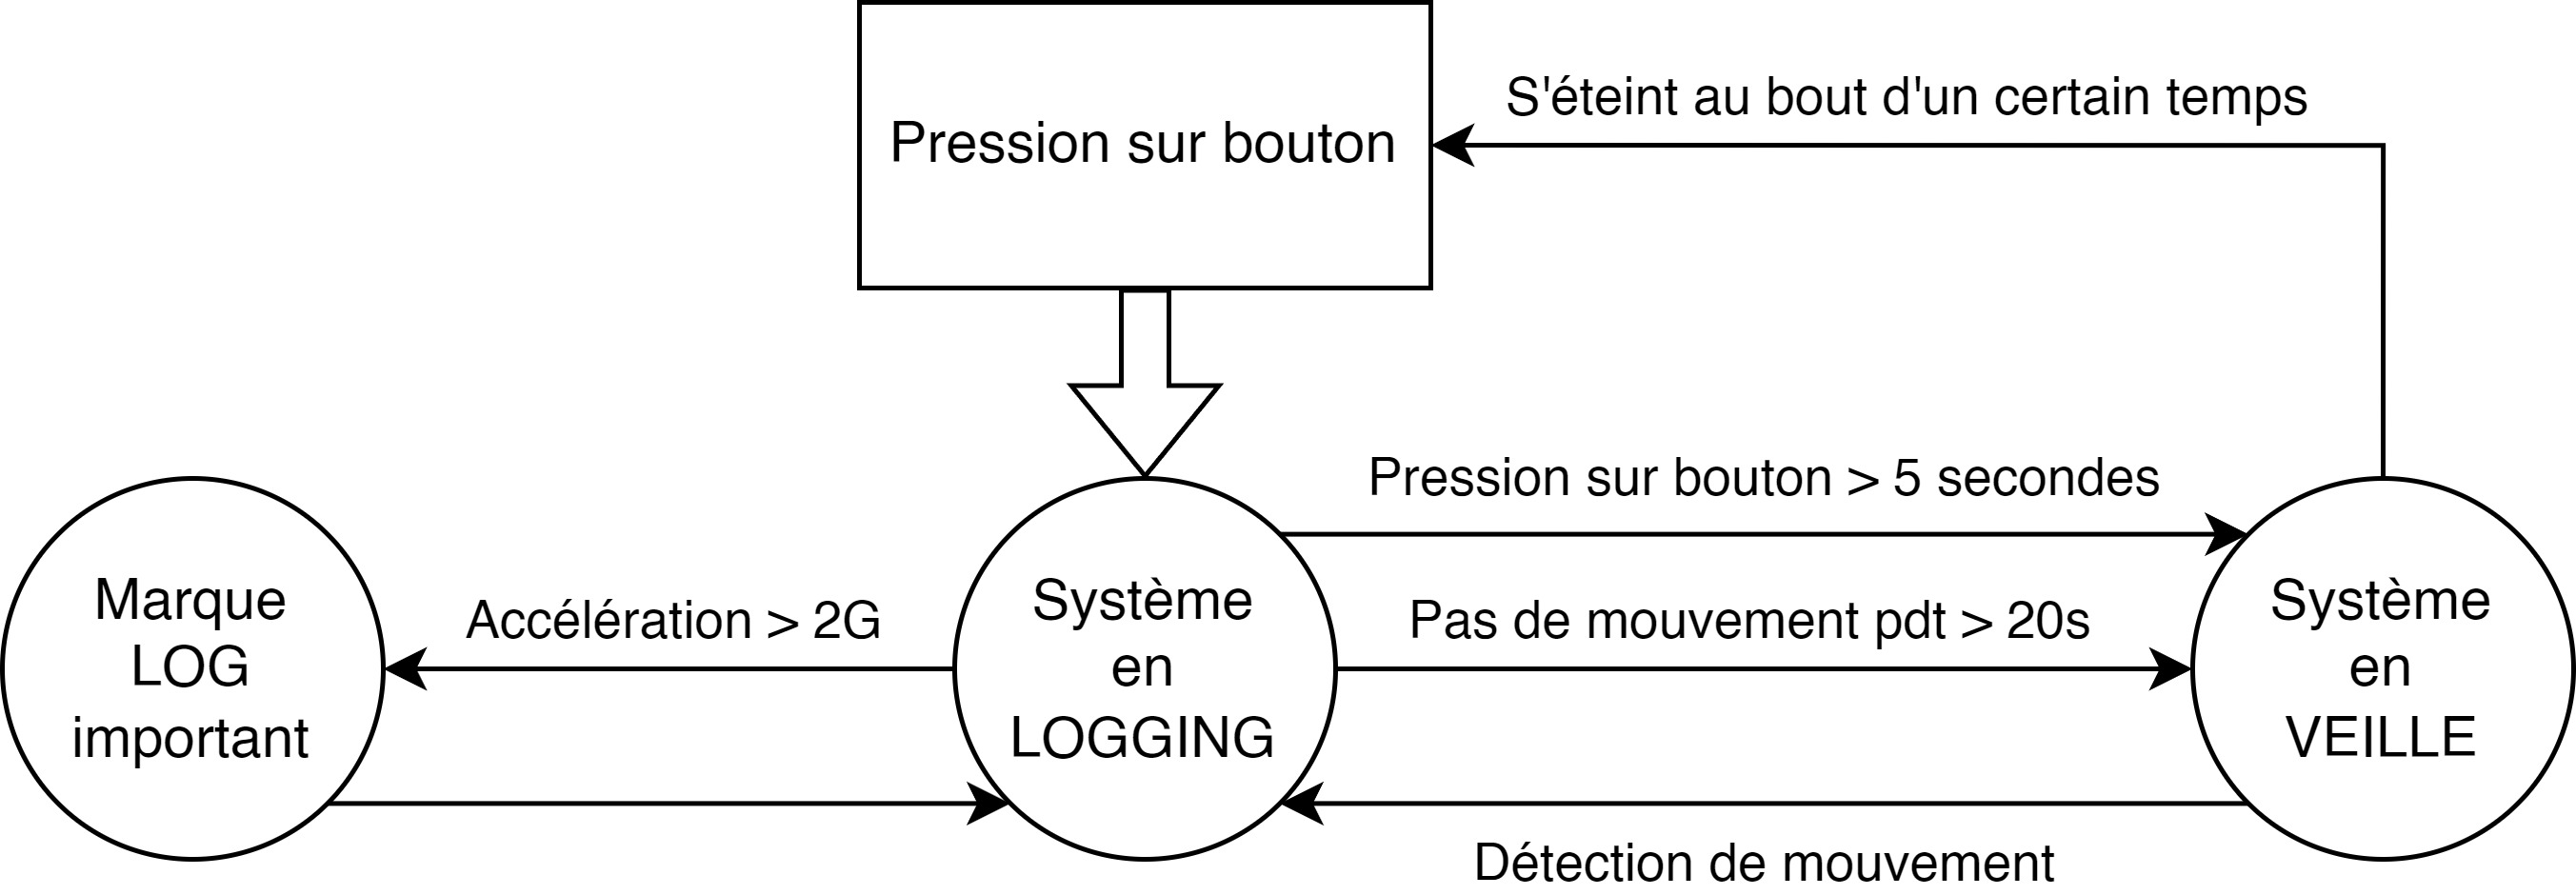 S'éteint au bout d'un certain temps
Pression sur bouton
Pression sur bouton > 5 secondes
Marque
LOG
important
Accélération > 2G
Système
en
LOGGING
Pas de mouvement pdt > 20s
Système
en
VEILLE
Détection de mouvement